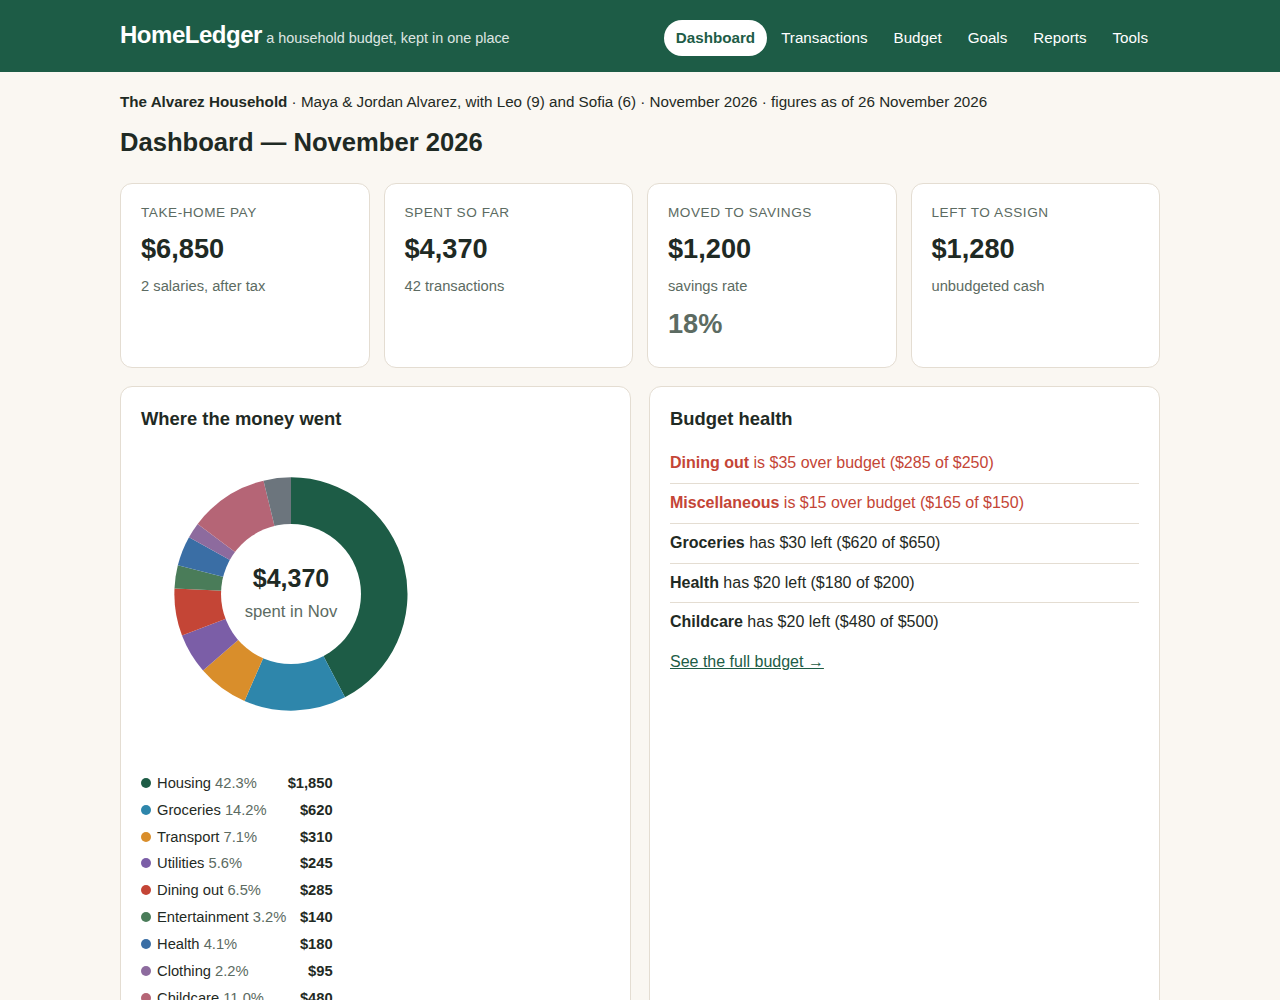 HomeLedger a household budget, kept in one place
Dashboard
Transactions
Budget
Goals
Reports
Tools
The Alvarez Household · Maya & Jordan Alvarez, with Leo (9) and Sofia (6) · November 2026 · figures as of 26 November 2026
Dashboard — November 2026
TAKE-HOME PAY
$6,850
2 salaries, after tax
SPENT SO FAR
$4,370
42 transactions
MOVED TO SAVINGS
$1,200
savings rate
18%
LEFT TO ASSIGN
$1,280
unbudgeted cash
Where the money went
$4,370
spent in Nov
Housing 42.3% $1,850
Groceries 14.2% $620
Transport 7.1% $310
Utilities 5.6% $245
Dining out 6.5% $285
Entertainment 3.2% $140
Health 4.1% $180
Clothing 2.2% $95
Childcare 11.0% $480
Budget health
Dining out is $35 over budget ($285 of $250)
Miscellaneous is $15 over budget ($165 of $150)
Groceries has $30 left ($620 of $650)
Health has $20 left ($180 of $200)
Childcare has $20 left ($480 of $500)
See the full budget →